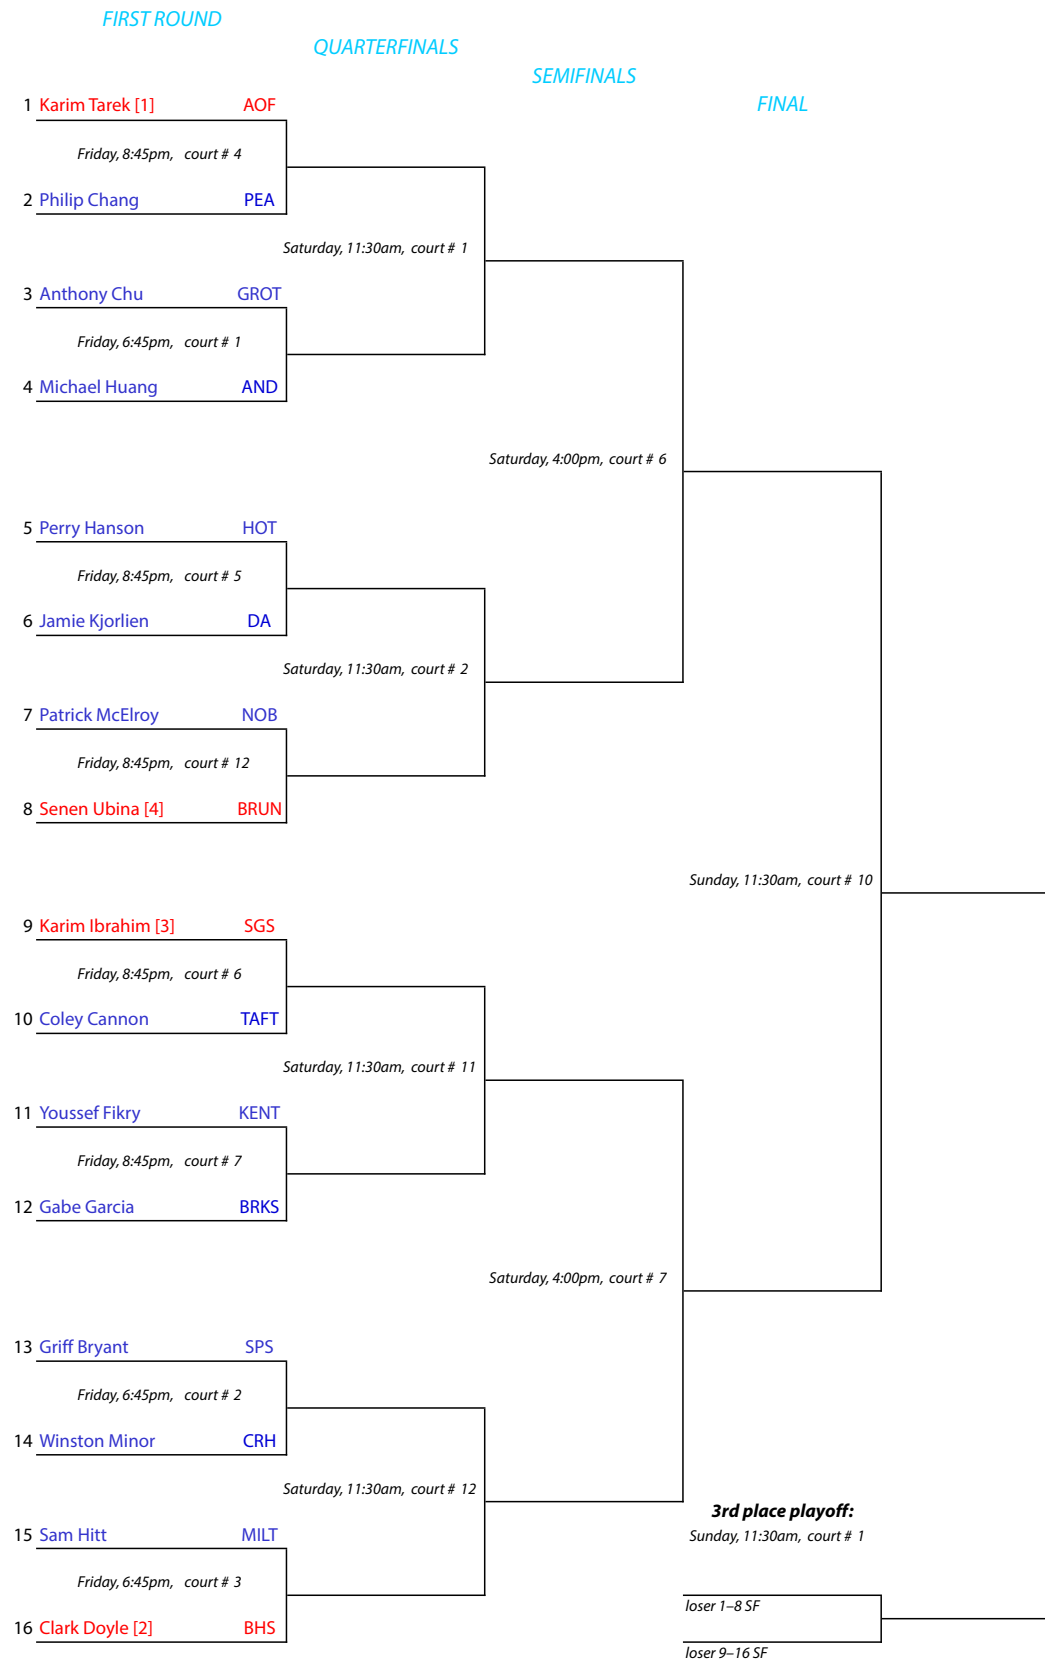 FIRST ROUND
QUARTERFINALS
SEMIFINALS
FINAL
1 Karim Tarek [1] AOF
Friday, 8:45pm, court # 4
2 Philip Chang PEA
Saturday, 11:30am, court # 1
3 Anthony Chu GROT
Friday, 6:45pm, court # 1
4 Michael Huang AND
Saturday, 4:00pm, court # 6
5 Perry Hanson HOT
Friday, 8:45pm, court # 5
6 Jamie Kjorlien DA
Saturday, 11:30am, court # 2
7 Patrick McElroy NOB
Friday, 8:45pm, court # 12
8 Senen Ubina [4] BRUN
Sunday, 11:30am, court # 10
9 Karim Ibrahim [3] SGS
Friday, 8:45pm, court # 6
10 Coley Cannon TAFT
Saturday, 11:30am, court # 11
11 Youssef Fikry KENT
Friday, 8:45pm, court # 7
12 Gabe Garcia BRKS
Saturday, 4:00pm, court # 7
13 Griff Bryant SPS
Friday, 6:45pm, court # 2
14 Winston Minor CRH
Saturday, 11:30am, court # 12
3rd place playoff:
15 Sam Hitt MILT
Sunday, 11:30am, court # 1
Friday, 6:45pm, court # 3
loser 1–8 SF
16 Clark Doyle [2] BHS
loser 9–16 SF